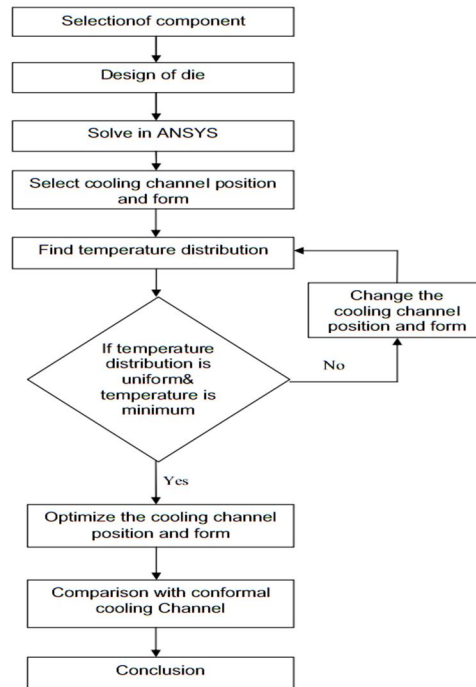 Selectionof component
Design of die
Solve in ANSYS
Select cooling channel position
and form
Find temperature distribution
Change the
cooling channel
position and form
If temperature
distribution is
uniform&
temperature is
minimum
No
Yes
Optimize the cooling channel
position and form
Comparison with conformal
cooling Channel
Conclusion